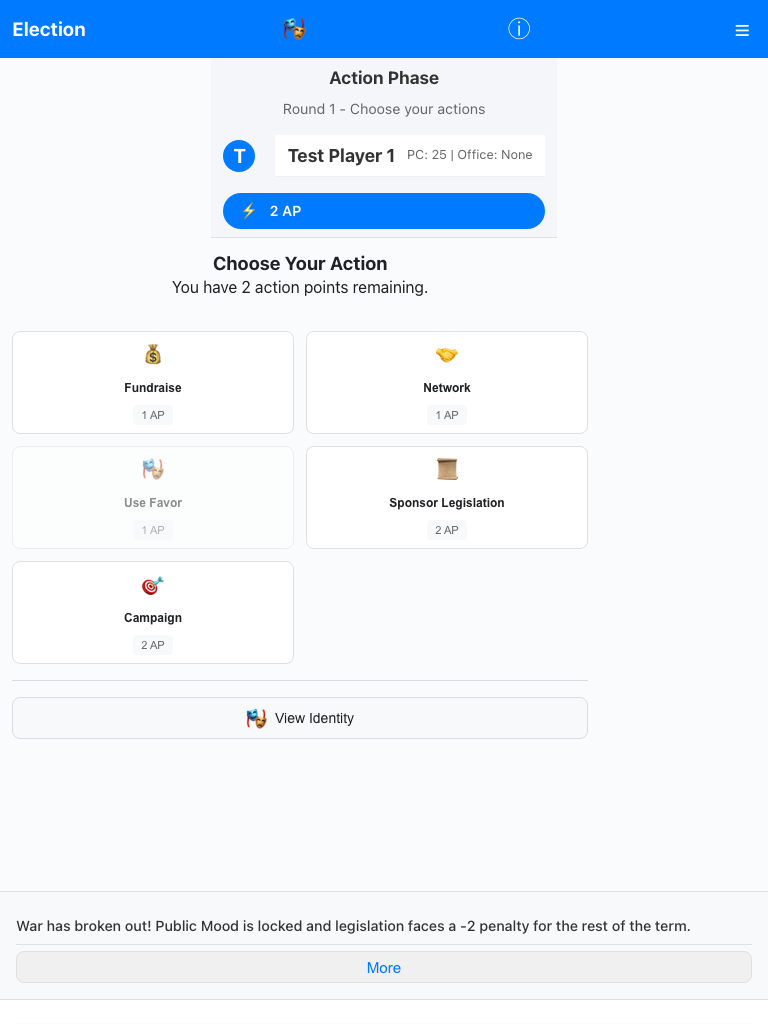 Election
Action Phase
Round 1 - Choose your actions
T
Test Player 1 PC: 25 | Office: None
⚡ 2 AP
Choose Your Action
You have 2 action points remaining.
Fundraise
1 AP
Network
1 AP
Use Favor
1 AP
Sponsor Legislation
2 AP
Campaign
2 AP
View Identity
War has broken out! Public Mood is locked and legislation faces a -2 penalty for the rest of the term.
More